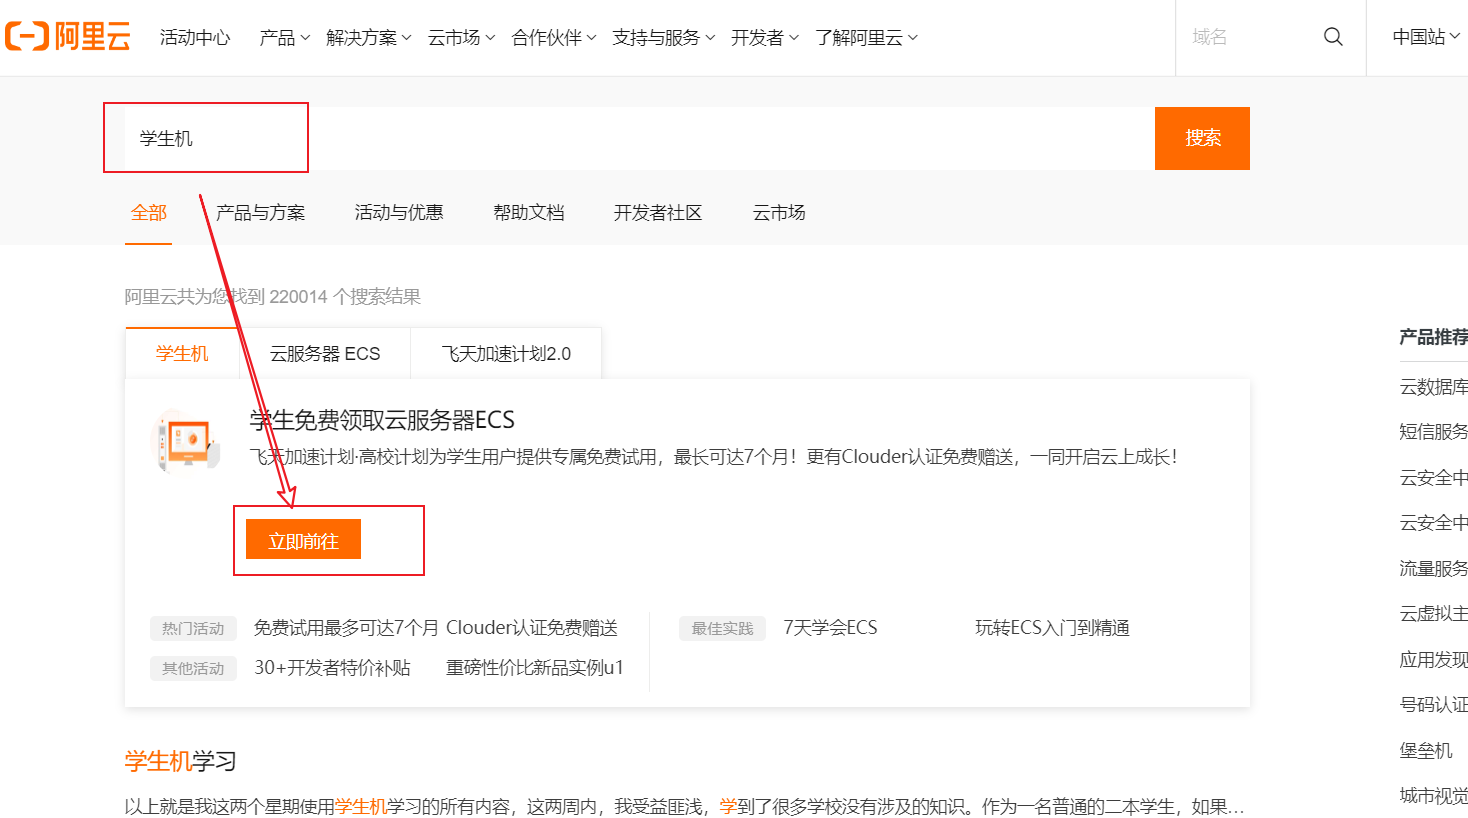 阿里云 活动中心 产品 解决方案 云市场 合作伙伴 支持与服务 开发者 了解阿里云 域名 中国站
学生机 搜索
全部 产品与方案 活动与优惠 帮助文档 开发者社区 云市场
阿里云共为您找到 220014 个搜索结果
学生机 云服务器 ECS 飞天加速计划2.0
学生免费领取云服务器ECS
飞天加速计划·高校计划为学生用户提供专属免费试用，最长可达7个月！更有Clouder认证免费赠送，一同开启云上成长！
立即前往
热门活动 免费试用最多可达7个月 Clouder认证免费赠送 最佳实践 7天学会ECS 玩转ECS入门到精通
其他活动 30+开发者特价补贴 重磅性价比新品实例u1
学生机学习
以上就是我这两个星期使用学生机学习的所有内容，这两周内，我受益匪浅，学到了很多学校没有涉及的知识。作为一名普通的二本学生，如果...
产品推荐
云数据库
短信服务
云安全中
云安全中
流量服务
云虚拟主
应用发现
号码认证
堡垒机
城市视觉